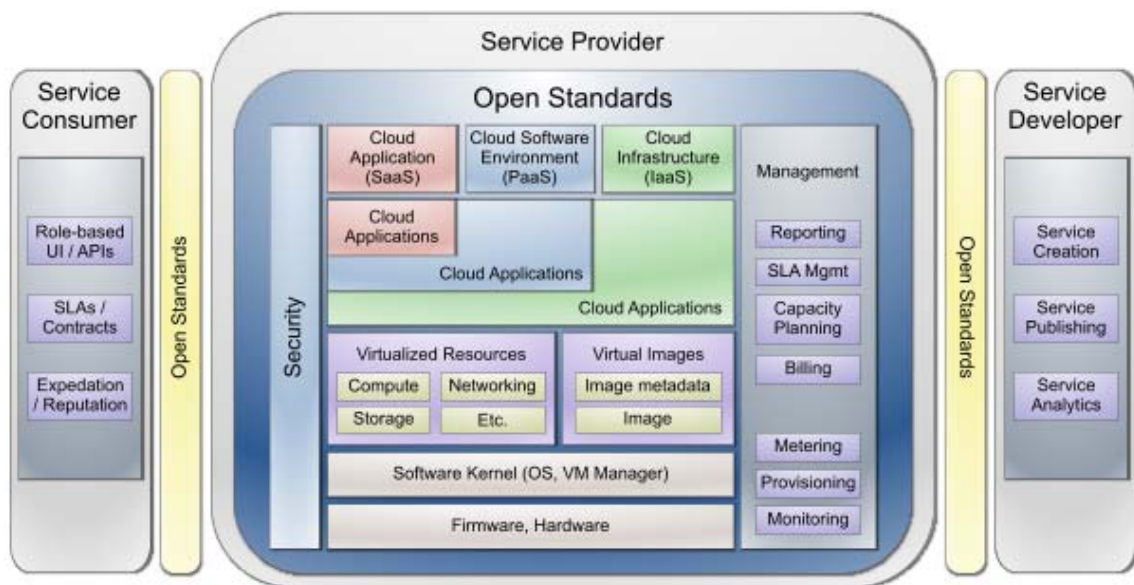 Service Provider
Service
Consumer
Role-based
UI / APIs
SLAs /
Contracts
Expedation
/ Reputation
Open Standards
Open Standards
Security
Cloud
Application
(SaaS)
Cloud Software
Environment
(PaaS)
Cloud
Infrastructure
(IaaS)
Cloud
Applications
Cloud Applications
Cloud Applications
Virtualized Resources
Compute
Networking
Storage
Etc.
Virtual Images
Image metadata
Image
Software Kernel (OS, VM Manager)
Firmware, Hardware
Management
Reporting
SLA Mgmt
Capacity
Planning
Billing
Metering
Provisioning
Monitoring
Open Standards
Service
Developer
Service
Creation
Service
Publishing
Service
Analytics